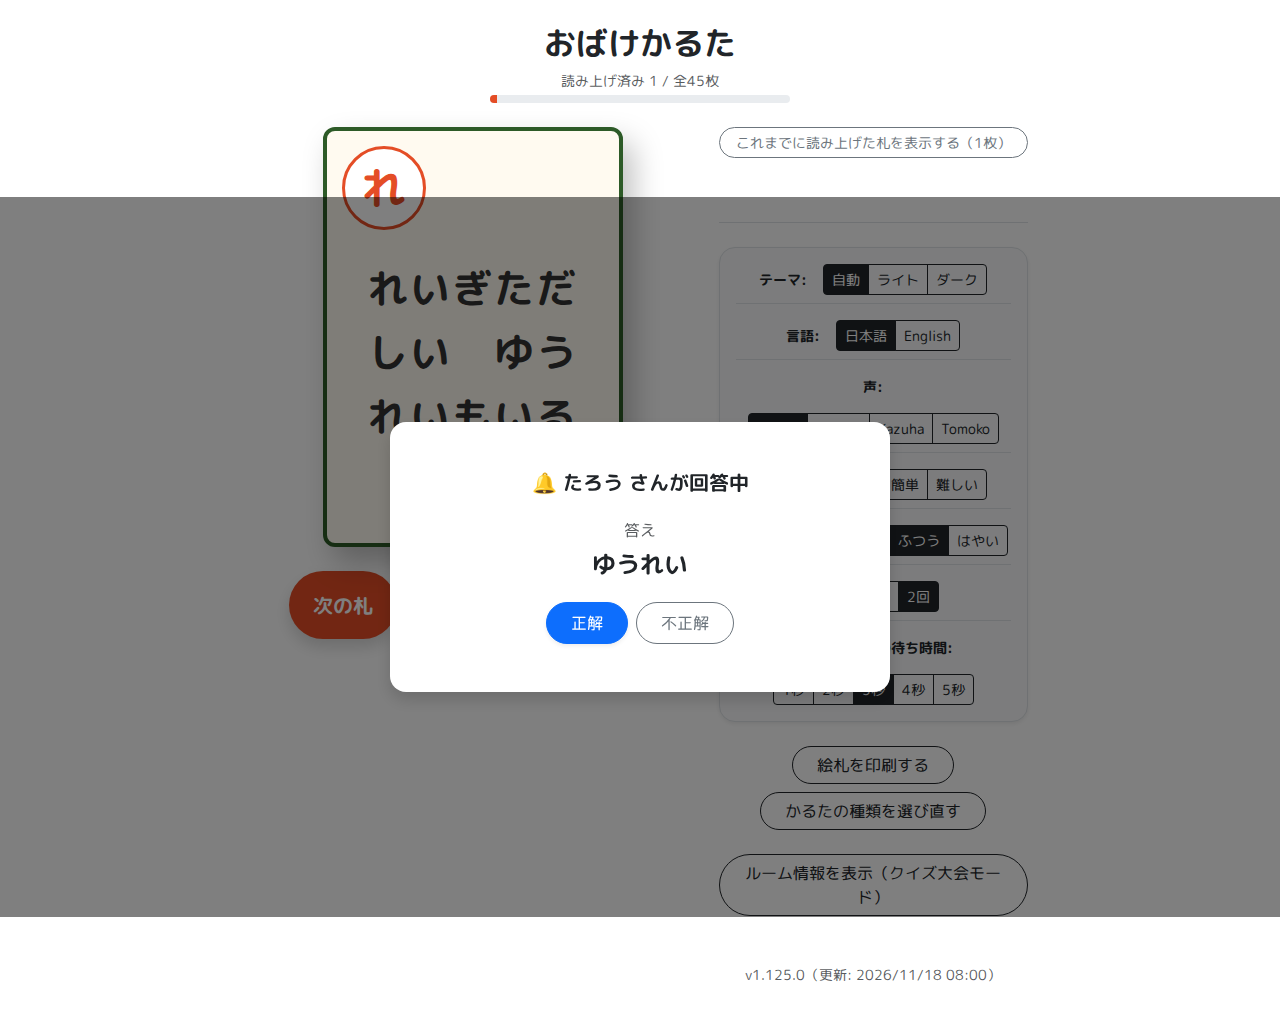 おばけかるた
読み上げ済み 1 / 全45枚
れ
れいぎただ
しい　ゆう
れいもいる
次の札
これまでに読み上げた札を表示する（1枚）
テーマ: 自動 ライト ダーク
言語: 日本語 English
声:
azuha Tomoko
簡単 難しい
ふつう はやい
2回
待ち時間:
4秒 5秒
🔔 たろう さんが回答中
答え
ゆうれい
正解 不正解
絵札を印刷する
かるたの種類を選び直す
ルーム情報を表示（クイズ大会モー
ド）
v1.125.0（更新: 2026/11/18 08:00）